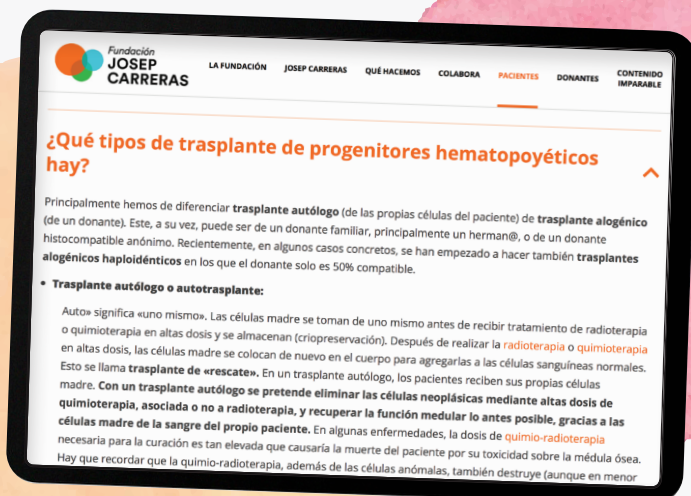 Fundación
JOSEP
CARRERAS
LA FUNDACIÓN JOSEP CARRERAS QUÉ HACEMOS COLABORA PACIENTES DONANTES CONTENIDO IMPARABLE
¿Qué tipos de trasplante de progenitores hematopoyéticos
hay?
Principalmente hemos de diferenciar trasplante autólogo (de las propias células del paciente) de trasplante alogénico
(de un donante). Este, a su vez, puede ser de un donante familiar, principalmente un herman@, o de un donante
histocompatible anónimo. Recientemente, en algunos casos concretos, se han empezado a hacer también trasplantes
alogénicos haploidénticos en los que el donante solo es 50% compatible.
• Trasplante autólogo o autotrasplante:
Auto» significa «uno mismo». Las células madre se toman de uno mismo antes de recibir tratamiento de radioterapia
o quimioterapia en altas dosis y se almacenan (criopreservación). Después de realizar la radioterapia o quimioterapia
en altas dosis, las células madre se colocan de nuevo en el cuerpo para agregarlas a las células sanguíneas normales.
Esto se llama trasplante de «rescate». En un trasplante autólogo, los pacientes reciben sus propias células
madre. Con un trasplante autólogo se pretende eliminar las células neoplásicas mediante altas dosis de
quimioterapia, asociada o no a radioterapia, y recuperar la función medular lo antes posible, gracias a las
células madre de la sangre del propio paciente. En algunas enfermedades, la dosis de quimio-radioterapia
necesaria para la curación es tan elevada que causaría la muerte del paciente por su toxicidad sobre la médula ósea.
Hay que recordar que la quimio-radioterapia, además de las células anómalas, también destruye (aunque en menor